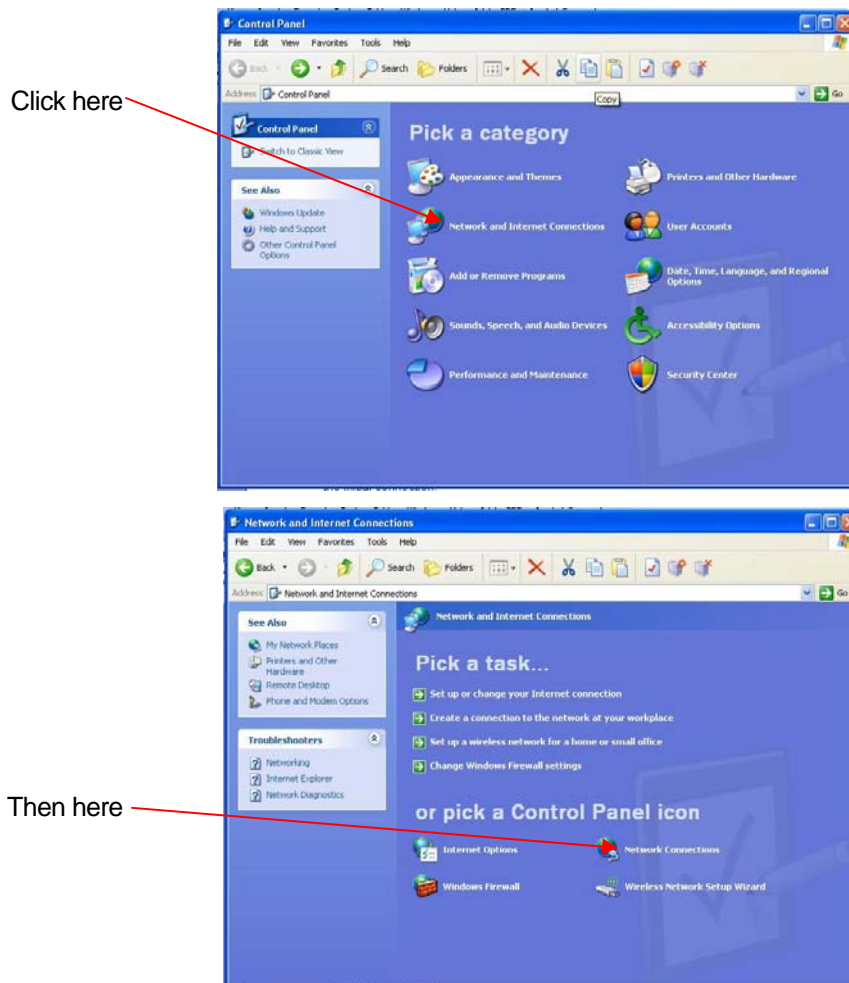 Control Panel
File Edit View Favorites Tools Help
Back Search Folders
Address Control Panel Go
Copy
Click here
Control Panel
Switch to Classic View
See Also
Windows Update
Help and Support
Other Control Panel
Options
Pick a category
Appearance and Themes
Printers and Other Hardware
Network and Internet Connections
User Accounts
Add or Remove Programs
Date, Time, Language, and Regional
Options
Sounds, Speech, and Audio Devices
Accessibility Options
Performance and Maintenance
Security Center
Network and Internet Connections
File Edit View Favorites Tools Help
Back Search Folders
Address Network and Internet Connections Go
See Also
My Network Places
Printers and Other
Hardware
Remote Desktop
Phone and Modem Options
Troubleshooters
Networking
Internet Explorer
Network Diagnostics
Network and Internet Connections
Pick a task...
Set up or change your Internet connection
Create a connection to the network at your workplace
Set up a wireless network for a home or small office
Change Windows Firewall settings
Then here
or pick a Control Panel icon
Internet Options
Network Connections
Windows Firewall
Wireless Network Setup Wizard